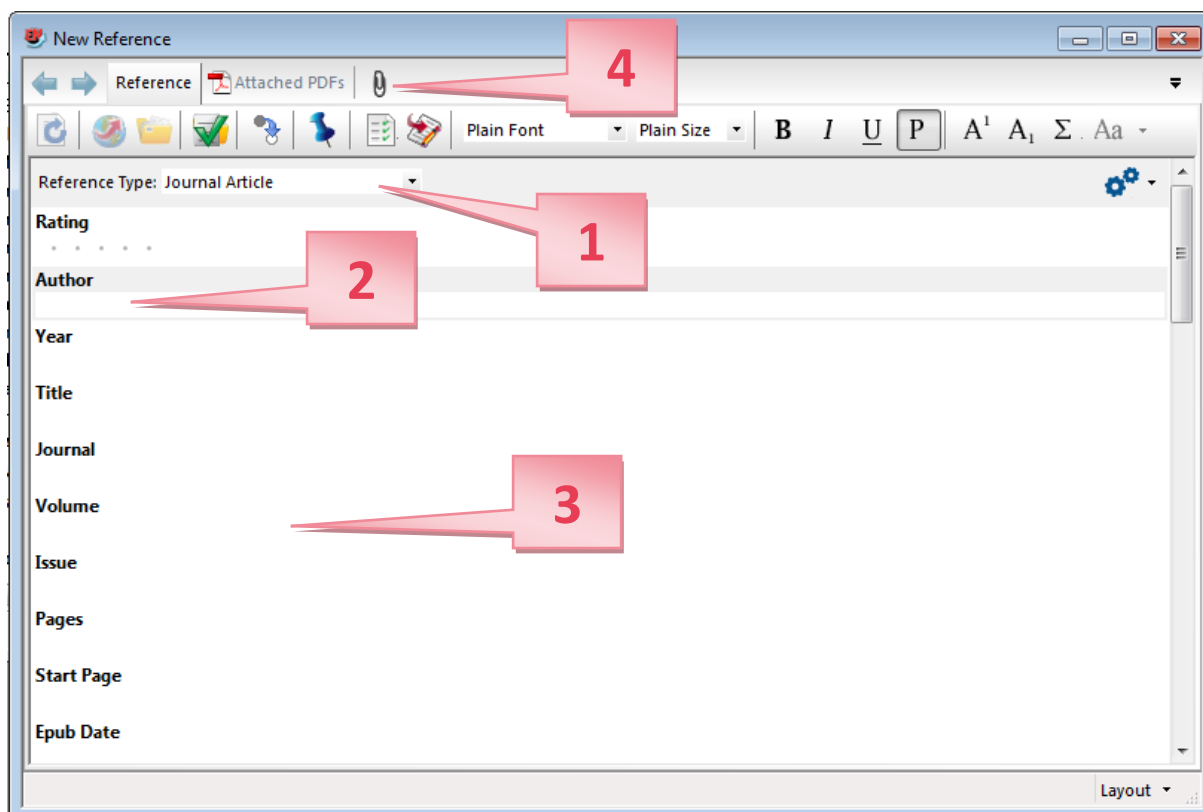 New Reference
4
Reference Attached PDFs
Plain Font Plain Size B I U P A¹ A₁ Σ . Aa
Reference Type: Journal Article
1
Rating
2
Author
Year
Title
Journal
3
Volume
Issue
Pages
Start Page
Epub Date
Layout